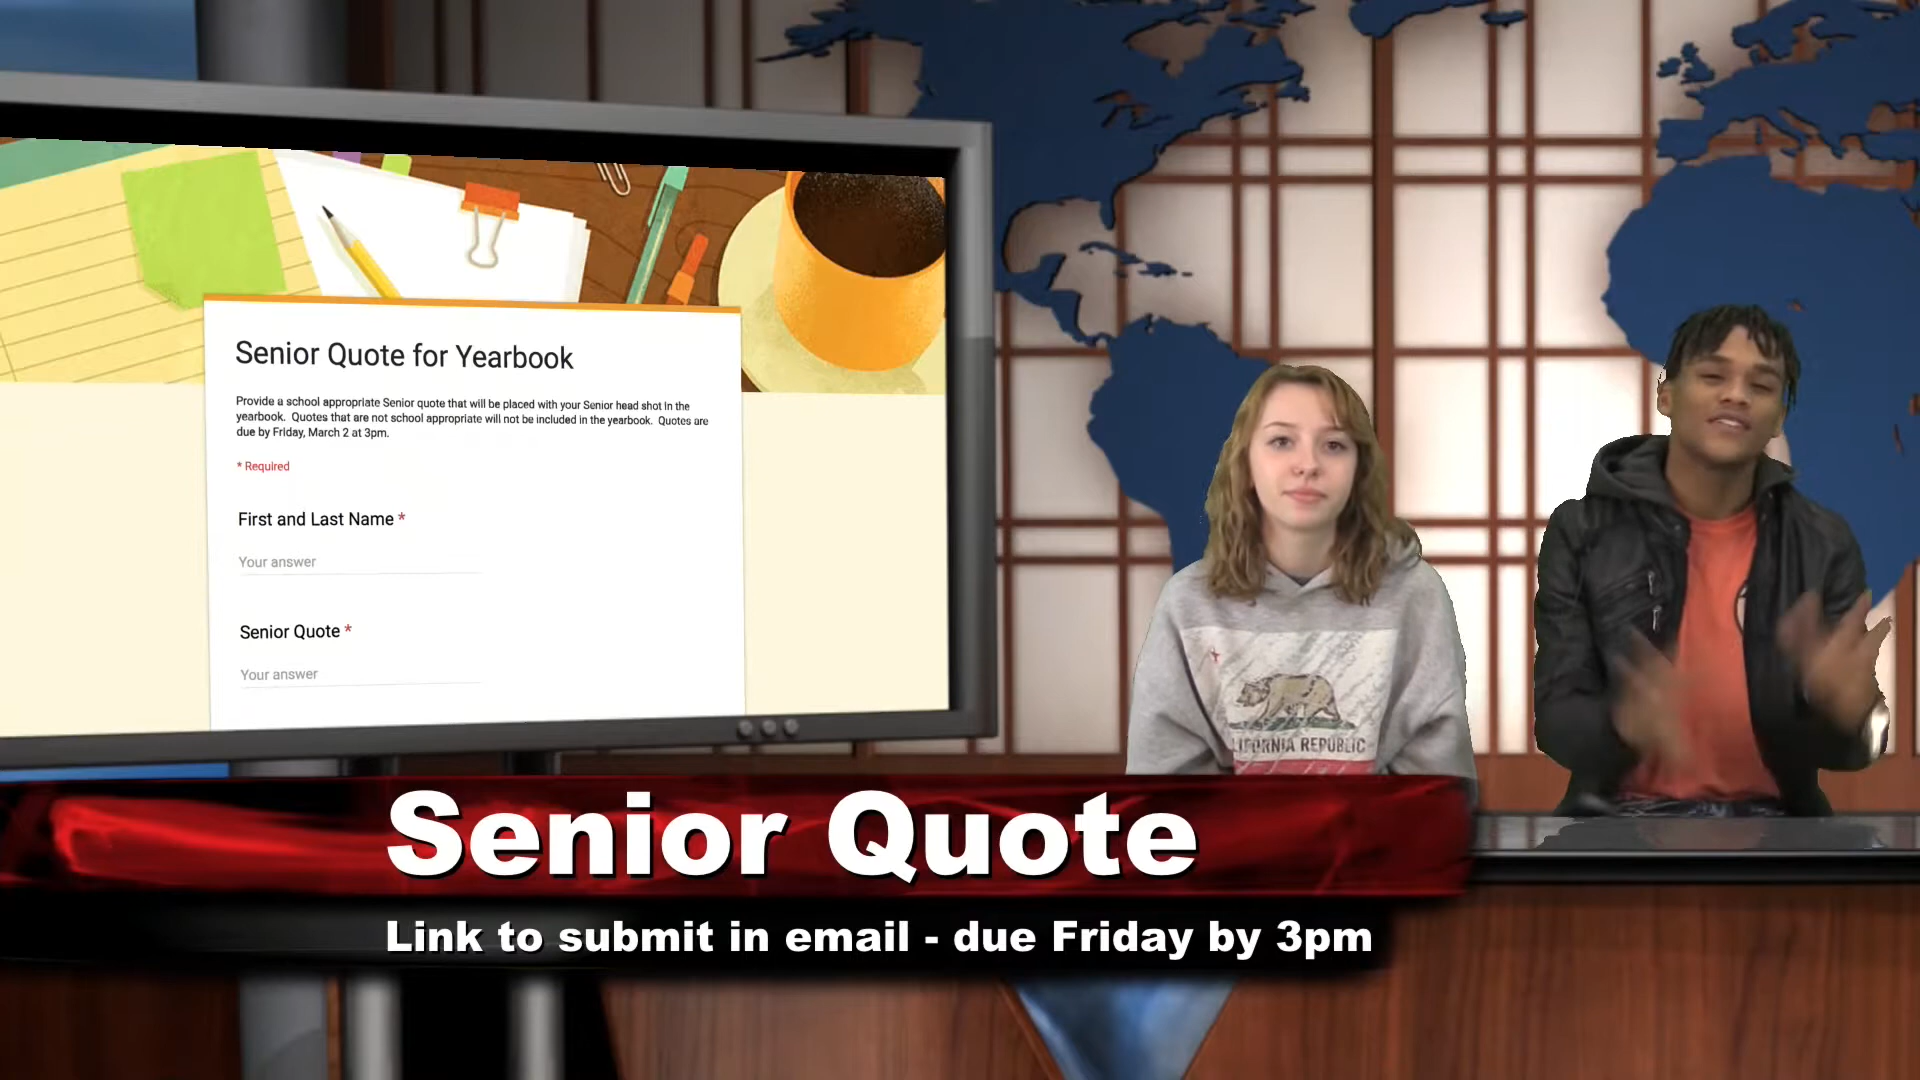 Senior Quote for Yearbook
Provide a school appropriate Senior quote that will be placed with your Senior head shot in the
yearbook. Quotes that are not school appropriate will not be included in the yearbook. Quotes are
due by Friday, March 2 at 3pm.
* Required
First and Last Name *
Your answer
Senior Quote *
Your answer
LIFORNIA REPUBLIC
Senior Quote
Link to submit in email - due Friday by 3pm